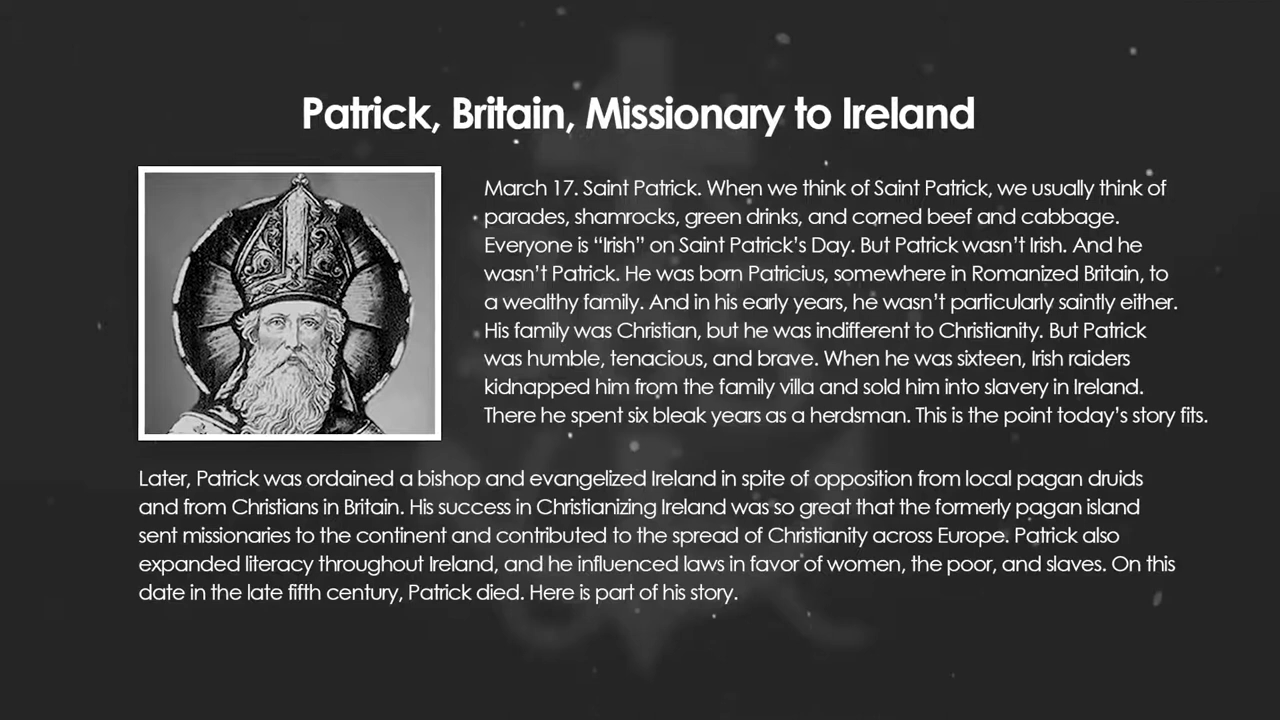 Patrick, Britain, Missionary to Ireland
March 17. Saint Patrick. When we think of Saint Patrick, we usually think of
parades, shamrocks, green drinks, and corned beef and cabbage.
Everyone is “Irish” on Saint Patrick’s Day. But Patrick wasn’t Irish. And he
wasn’t Patrick. He was born Patricius, somewhere in Romanized Britain, to
a wealthy family. And in his early years, he wasn’t particularly saintly either.
His family was Christian, but he was indifferent to Christianity. But Patrick
was humble, tenacious, and brave. When he was sixteen, Irish raiders
kidnapped him from the family villa and sold him into slavery in Ireland.
There he spent six bleak years as a herdsman. This is the point today’s story fits.
Later, Patrick was ordained a bishop and evangelized Ireland in spite of opposition from local pagan druids
and from Christians in Britain. His success in Christianizing Ireland was so great that the formerly pagan island
sent missionaries to the continent and contributed to the spread of Christianity across Europe. Patrick also
expanded literacy throughout Ireland, and he influenced laws in favor of women, the poor, and slaves. On this
date in the late fifth century, Patrick died. Here is part of his story.